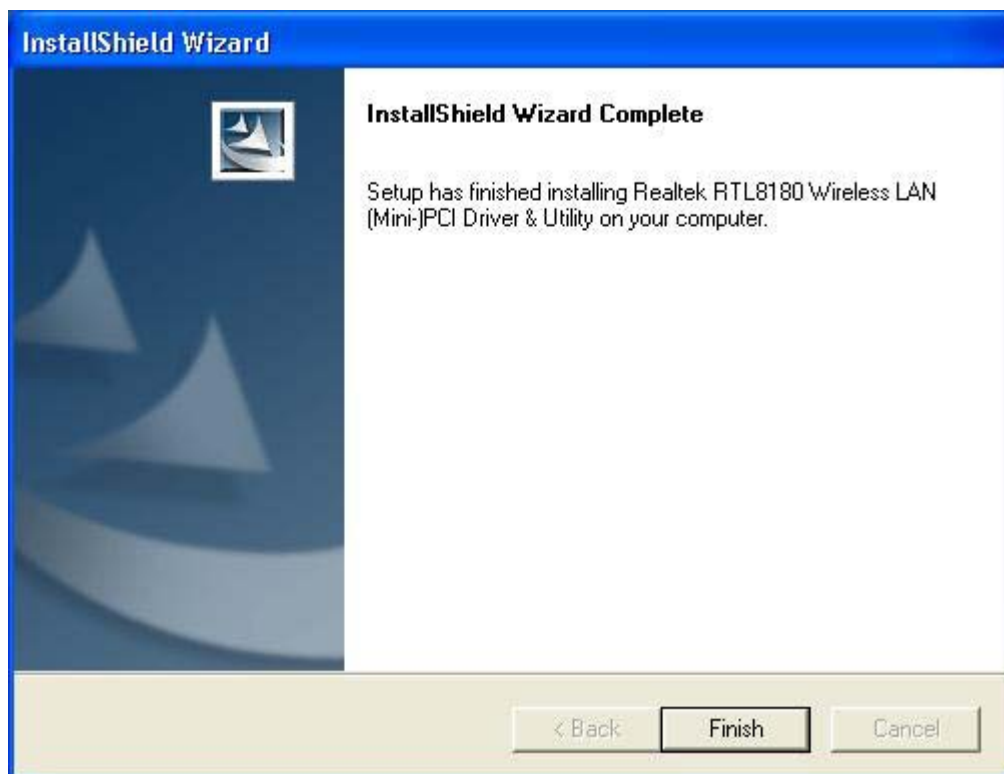 InstallShield Wizard
InstallShield Wizard Complete
Setup has finished installing Realtek RTL8180 Wireless LAN
(Mini-)PCI Driver & Utility on your computer.
< Back Finish Cancel